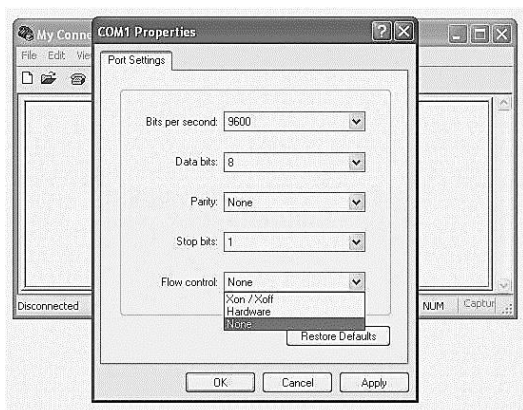 My Conne
COM1 Properties
File Edit Vie
Port Settings
Bits per second: 9600
Data bits: 8
Parity: None
Stop bits: 1
Flow control: None
Xon / Xoff
Hardware
None
Restore Defaults
Disconnected
NUM
Captur
OK Cancel Apply